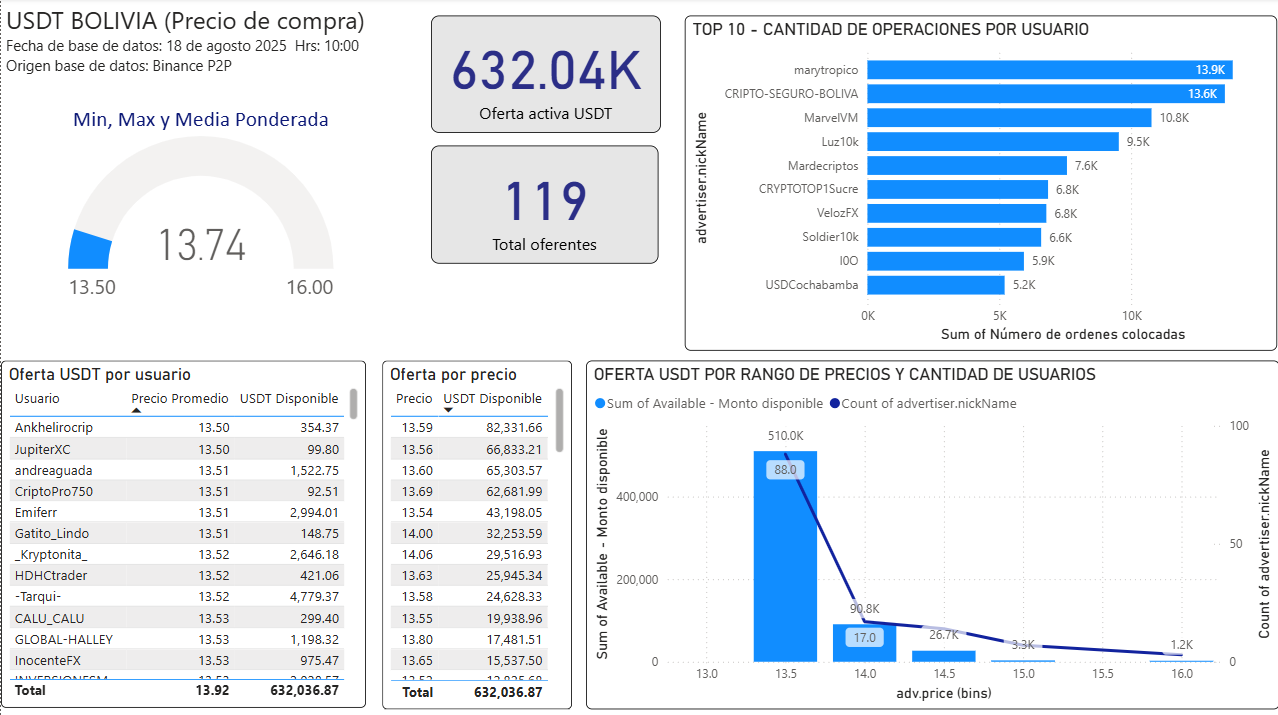 USDT BOLIVIA (Precio de compra)
Fecha de base de datos: 18 de agosto 2025 Hrs: 10:00
Origen base de datos: Binance P2P
Min, Max y Media Ponderada
13.74
13.50
16.00
632.04K
Oferta activa USDT
119
Total oferentes
TOP 10 - CANTIDAD DE OPERACIONES POR USUARIO
advertiser.nickName
marytropico 13.9K
CRIPTO-SEGURO-BOLIVA 13.6K
MarvelVM 10.8K
Luz10k 9.5K
Mardecriptos 7.6K
CRYPTOTOP1Sucre 6.8K
VelozFX 6.8K
Soldier10k 6.6K
I0O 5.9K
USDCochabamba 5.2K
0K 5K 10K
Sum of Número de ordenes colocadas
Oferta USDT por usuario
Usuario Precio Promedio USDT Disponible
Ankhelirocrip 13.50 354.37
JupiterXC 13.50 99.80
andreaguada 13.51 1,522.75
CriptoPro750 13.51 92.51
Emiferr 13.51 2,994.01
Gatito_Lindo 13.51 148.75
_Kryptonita_ 13.52 2,646.18
HDHCtrader 13.52 421.06
-Tarqui- 13.52 4,779.37
CALU_CALU 13.53 299.40
GLOBAL-HALLEY 13.53 1,198.32
InocenteFX 13.53 975.47
Total 13.92 632,036.87
Oferta por precio
Precio USDT Disponible
13.59 82,331.66
13.56 66,833.21
13.60 65,303.57
13.69 62,681.99
13.54 43,198.05
14.00 32,253.59
14.06 29,516.93
13.63 25,945.34
13.58 24,628.33
13.55 19,938.96
13.80 17,481.51
13.65 15,537.50
Total 632,036.87
OFERTA USDT POR RANGO DE PRECIOS Y CANTIDAD DE USUARIOS
Sum of Available - Monto disponible Count of advertiser.nickName
Sum of Available - Monto disponible
400,000
200,000
0
510.0K
88.0
90.8K
17.0
26.7K
3.3K
1.2K
100
50
0
Count of advertiser.nickName
13.0 13.5 14.0 14.5 15.0 15.5 16.0
adv.price (bins)